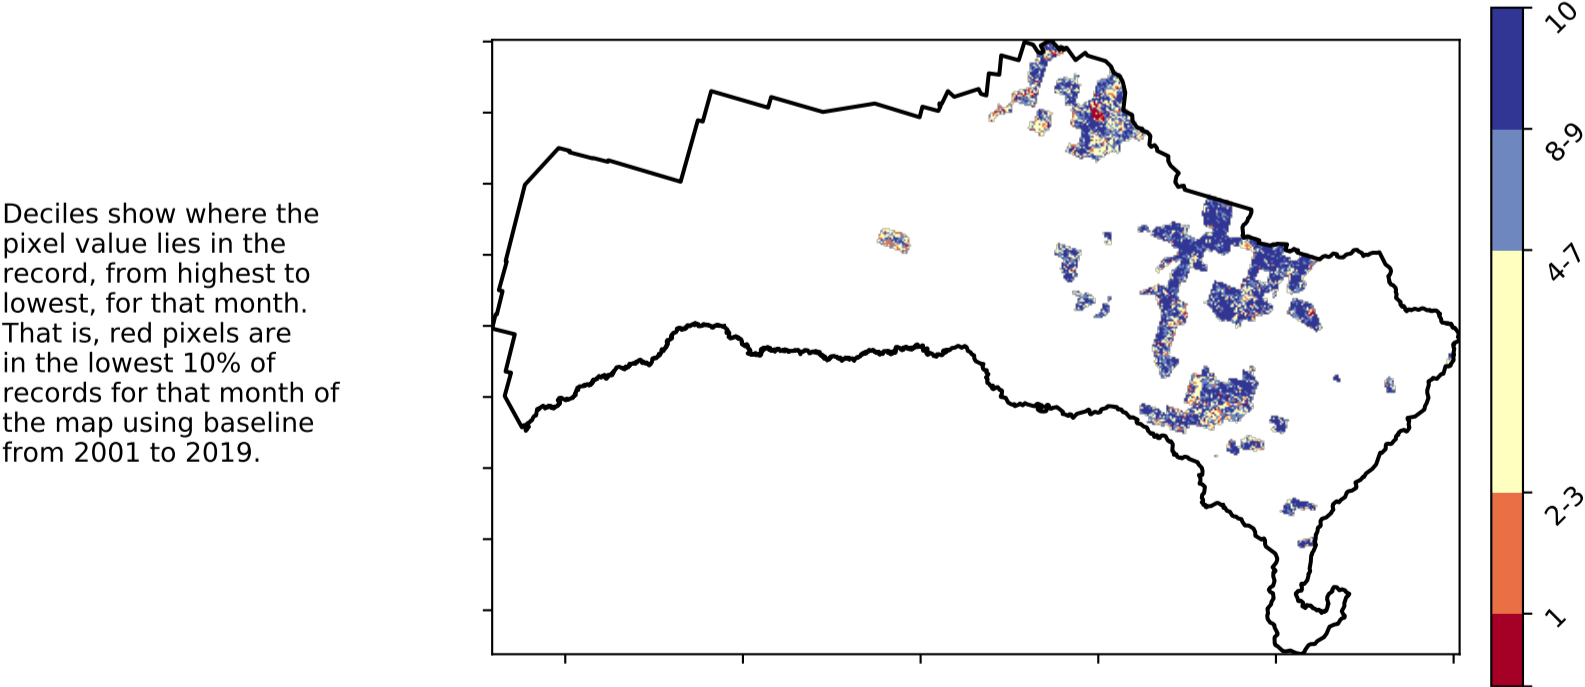 Deciles show where the
pixel value lies in the
record, from highest to
lowest, for that month.
That is, red pixels are
in the lowest 10% of
records for that month of
the map using baseline
from 2001 to 2019.
10
8-9
4-7
2-3
1